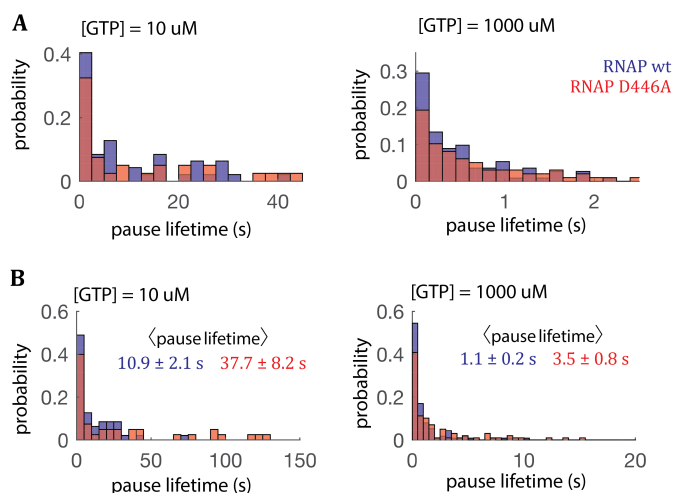 A
[GTP] = 10 uM
[GTP] = 1000 uM
RNAP wt
RNAP D446A
probability
0.4
0.2
0
0
20
40
pause lifetime (s)
probability
0.3
0.2
0.1
0
0
1
2
pause lifetime (s)
B
[GTP] = 10 uM
[GTP] = 1000 uM
probability
0.6
0.4
0.2
0
⟨pause lifetime⟩
10.9 ± 2.1 s 37.7 ± 8.2 s
0
50
100
150
pause lifetime (s)
probability
0.6
0.4
0.2
0
⟨pause lifetime⟩
1.1 ± 0.2 s 3.5 ± 0.8 s
0
10
20
pause lifetime (s)